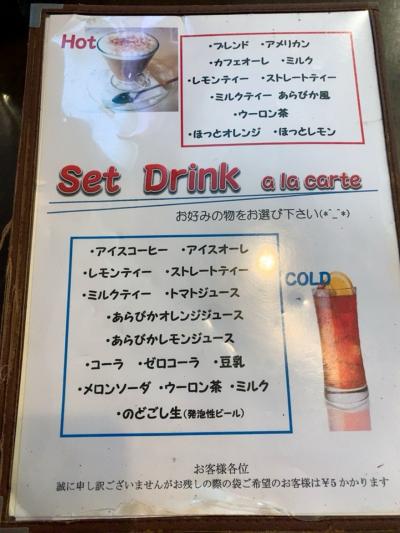 Hot
・ブレンド ・アメリカン
・カフェオーレ ・ミルク
・レモンティー ・ストレートティー
・ミルクティー あらびか風
・ウーロン茶
・ほっとオレンジ ・ほっとレモン
Set Drink a la carte
お好みの物をお選び下さい(*^_^*)
COLD
・アイスコーヒー ・アイスオーレ
・レモンティー ・ストレートティー
・ミルクティー ・トマトジュース
・あらびかオレンジジュース
・あらびかレモンジュース
・コーラ ・ゼロコーラ ・豆乳
・メロンソーダ ・ウーロン茶 ・ミルク
・のどごし生(発泡性ビール)
お客様各位
誠に申し訳ございませんがお残しの際の袋ご希望のお客様は¥5かかります